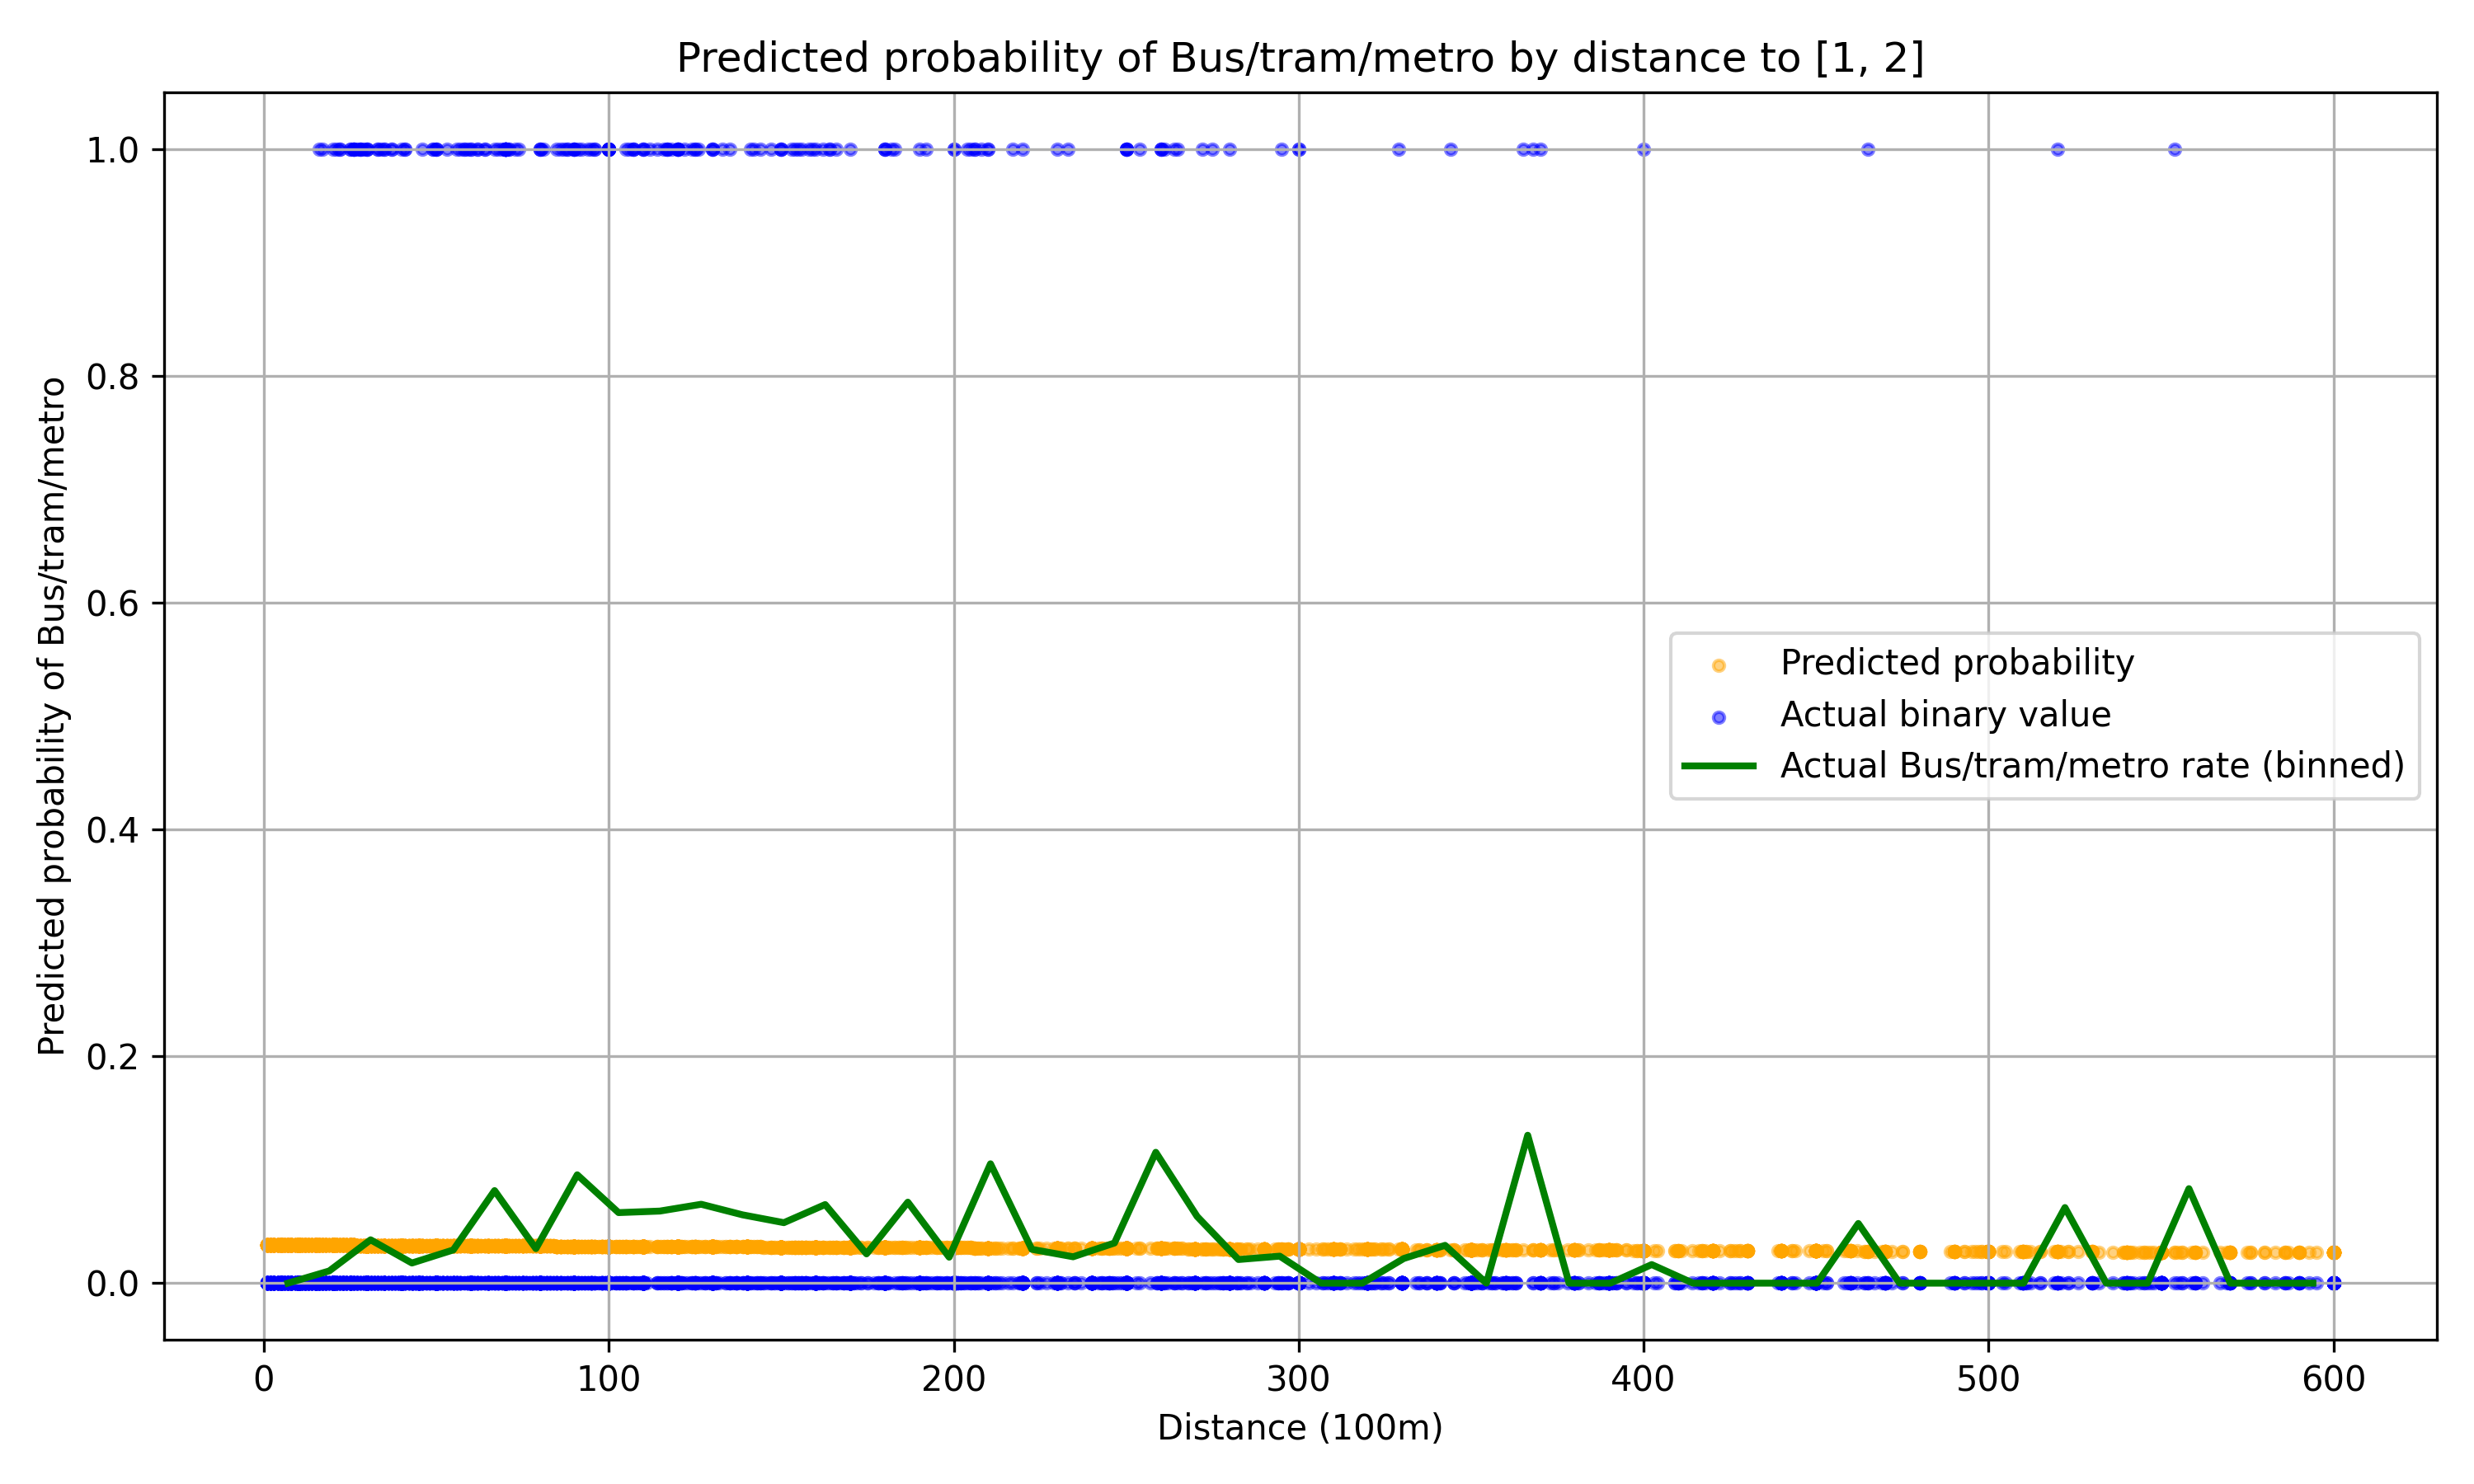 Predicted probability of Bus/tram/metro by distance to [1, 2]
Predicted probability of Bus/tram/metro
1.0
0.8
0.6
0.4
0.2
0.0
Predicted probability
Actual binary value
Actual Bus/tram/metro rate (binned)
0 100 200 300 400 500 600
Distance (100m)